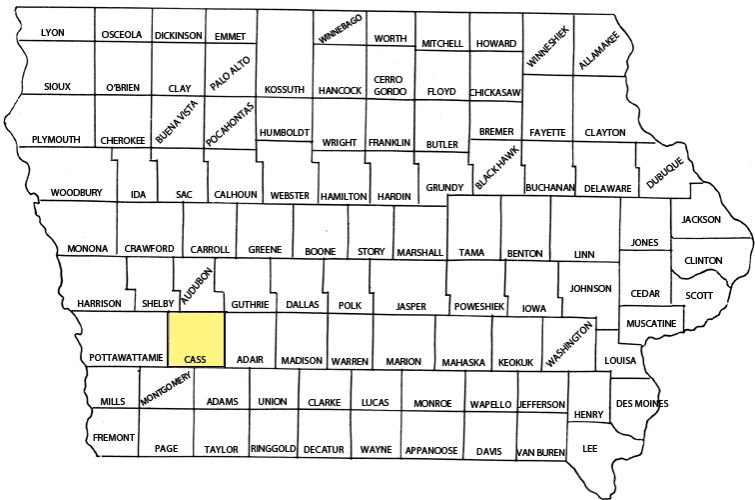 LYON OSCEOLA DICKINSON EMMET WINNEBAGO WORTH MITCHELL HOWARD WINNESHIEK ALLAMAKEE
SIOUX O'BRIEN CLAY PALO ALTO KOSSUTH HANCOCK CERRO GORDO FLOYD CHICKASAW
PLYMOUTH CHEROKEE BUENA VISTA POCAHONTAS HUMBOLDT WRIGHT FRANKLIN BUTLER BREMER FAYETTE CLAYTON
WOODBURY IDA SAC CALHOUN WEBSTER HAMILTON HARDIN GRUNDY BLACK HAWK BUCHANAN DELAWARE DUBUQUE
MONONA CRAWFORD CARROLL GREENE BOONE STORY MARSHALL TAMA BENTON LINN JONES JACKSON
CLINTON
HARRISON SHELBY AUDUBON GUTHRIE DALLAS POLK JASPER POWESHIEK IOWA JOHNSON CEDAR SCOTT
MUSCATINE
POTTAWATTAMIE CASS ADAIR MADISON WARREN MARION MAHASKA KEOKUK WASHINGTON LOUISA
MILLS MONTGOMERY ADAMS UNION CLARKE LUCAS MONROE WAPELLO JEFFERSON HENRY DES MOINES
FREMONT PAGE TAYLOR RINGGOLD DECATUR WAYNE APPANOOSE DAVIS VAN BUREN LEE